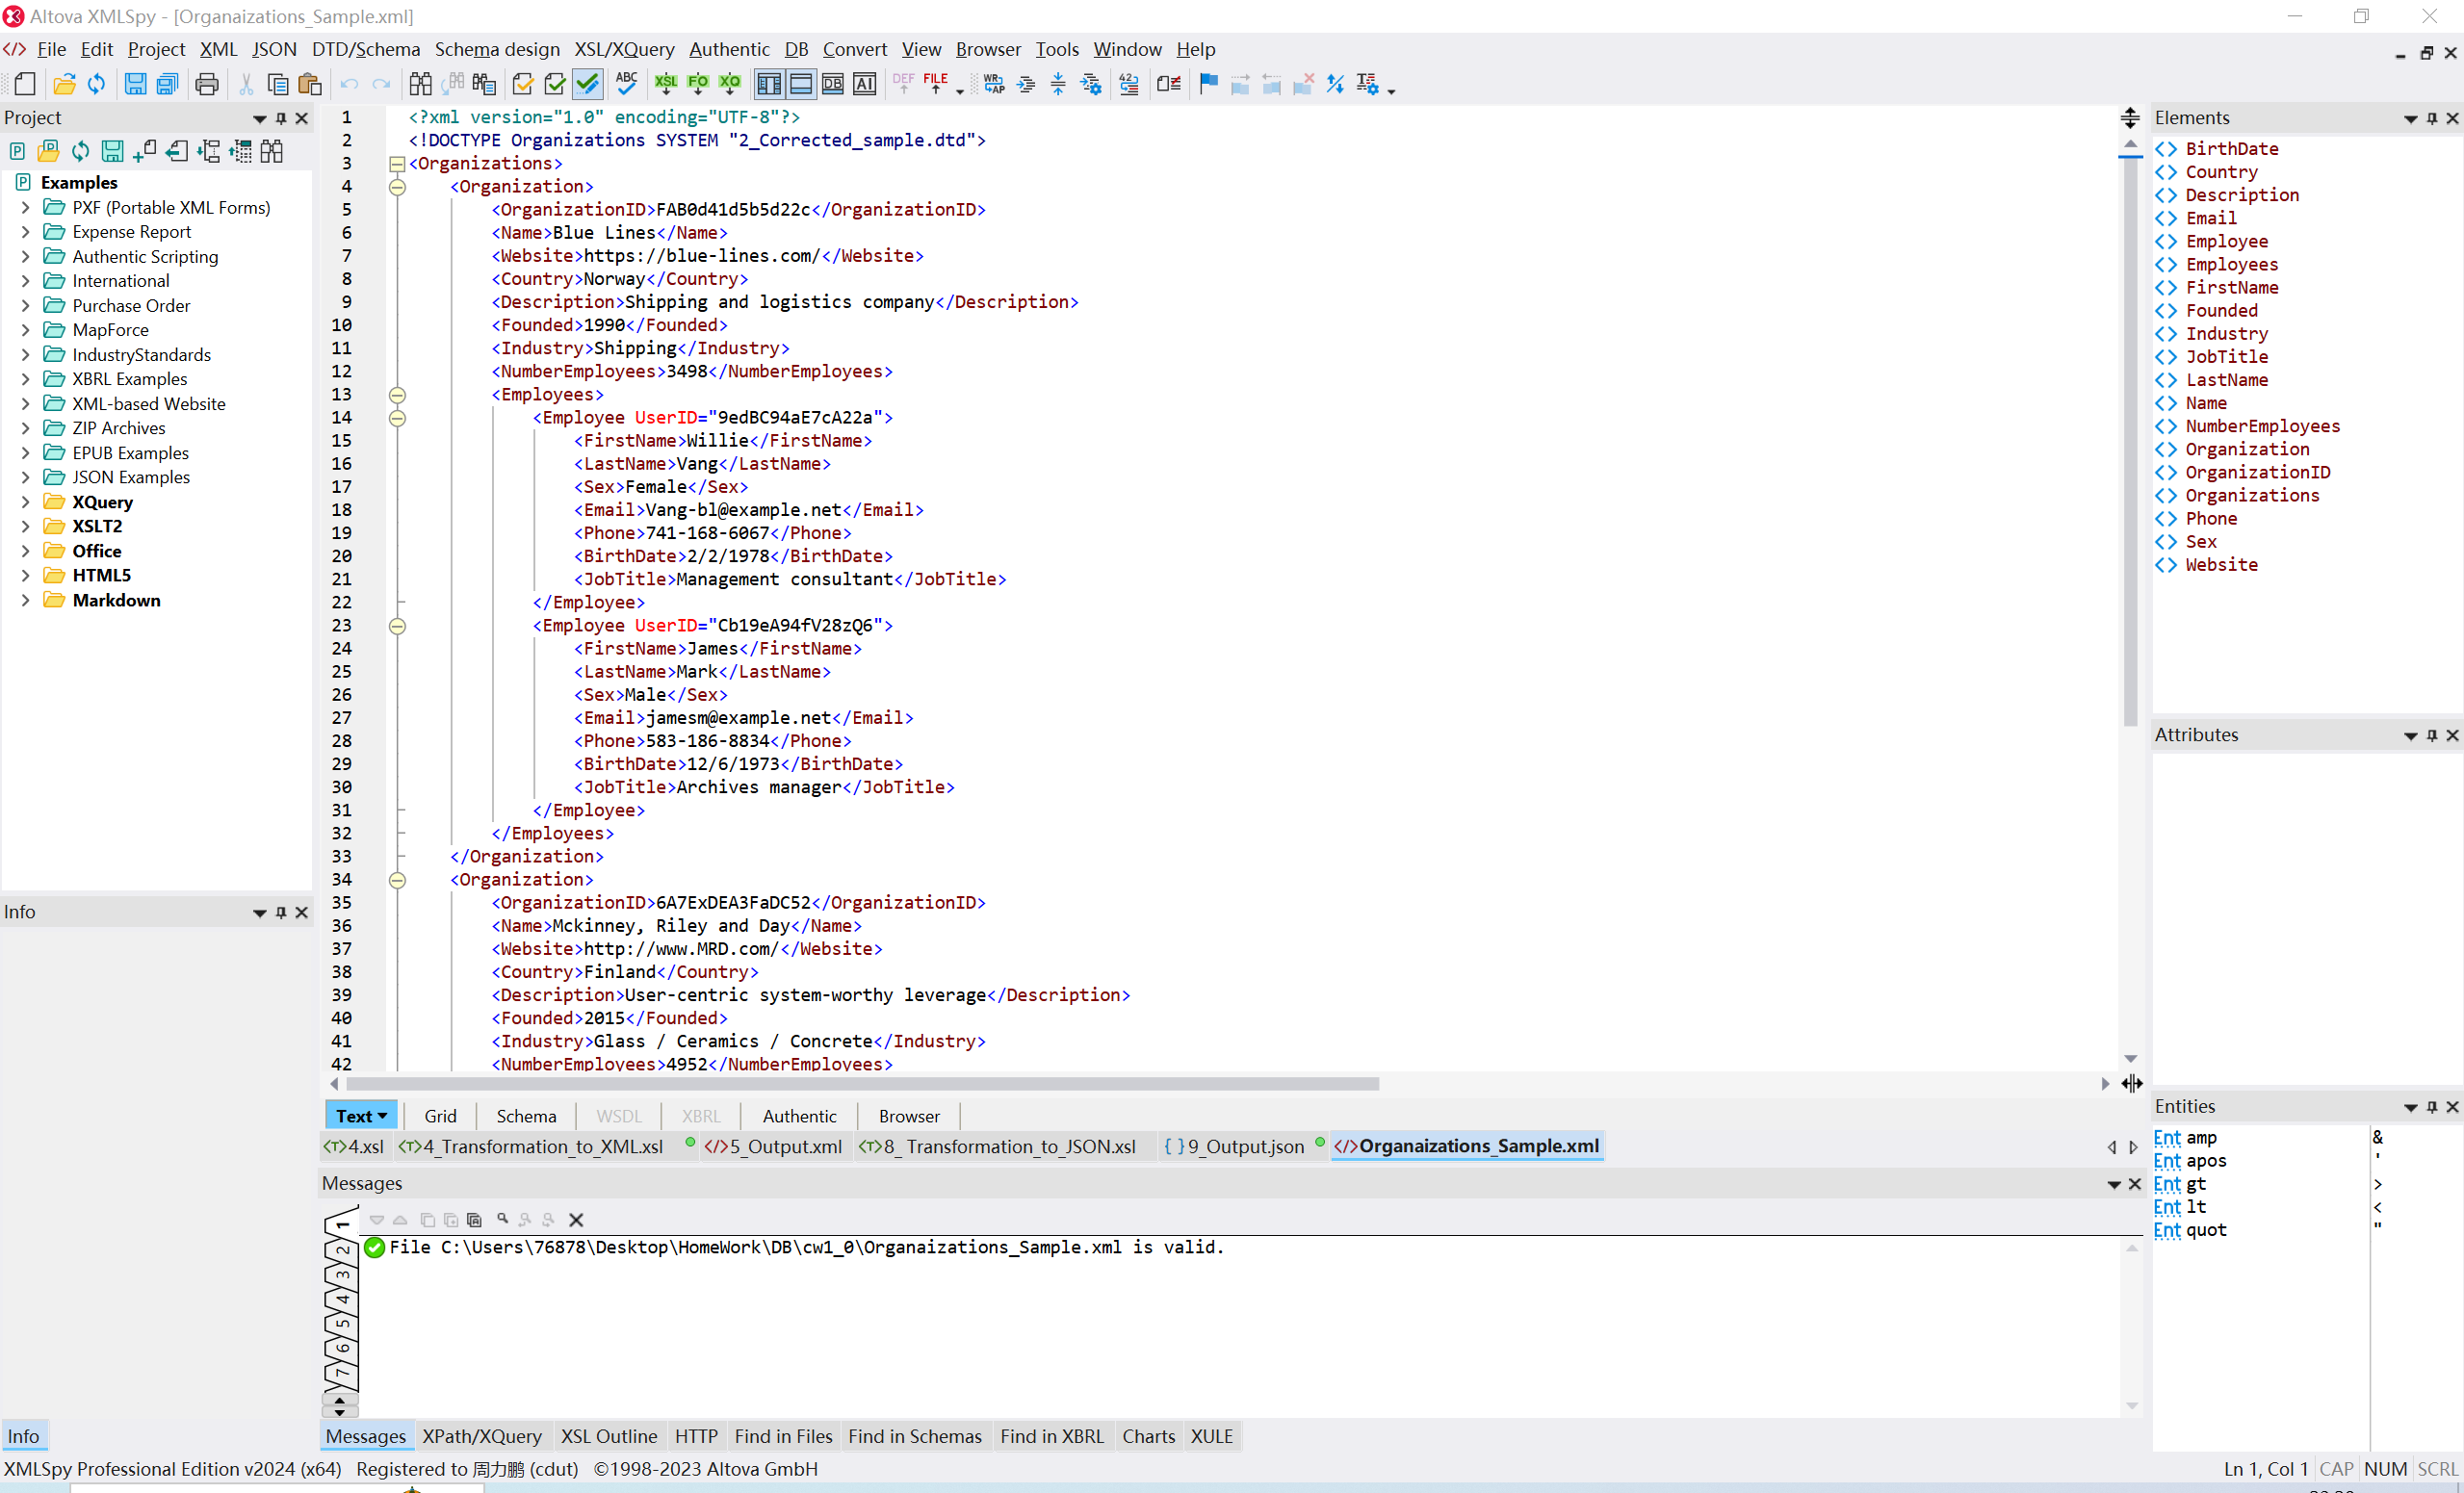 Altova XMLSpy - [Organaizations_Sample.xml]
File Edit Project XML JSON DTD/Schema Schema design XSL/XQuery Authentic DB Convert View Browser Tools Window Help
Project
Examples
PXF (Portable XML Forms)
Expense Report
Authentic Scripting
International
Purchase Order
MapForce
IndustryStandards
XBRL Examples
XML-based Website
ZIP Archives
EPUB Examples
JSON Examples
XQuery
XSLT2
Office
HTML5
Markdown
Info
Info
1 <?xml version="1.0" encoding="UTF-8"?>
2 <!DOCTYPE Organizations SYSTEM "2_Corrected_sample.dtd">
3 <Organizations>
4 <Organization>
5 <OrganizationID>FAB0d41d5b5d22c</OrganizationID>
6 <Name>Blue Lines</Name>
7 <Website>https://blue-lines.com/</Website>
8 <Country>Norway</Country>
9 <Description>Shipping and logistics company</Description>
10 <Founded>1990</Founded>
11 <Industry>Shipping</Industry>
12 <NumberEmployees>3498</NumberEmployees>
13 <Employees>
14 <Employee UserID="9edBC94aE7cA22a">
15 <FirstName>Willie</FirstName>
16 <LastName>Vang</LastName>
17 <Sex>Female</Sex>
18 <Email>Vang-bl@example.net</Email>
19 <Phone>741-168-6067</Phone>
20 <BirthDate>2/2/1978</BirthDate>
21 <JobTitle>Management consultant</JobTitle>
22 </Employee>
23 <Employee UserID="Cb19eA94fV28zQ6">
24 <FirstName>James</FirstName>
25 <LastName>Mark</LastName>
26 <Sex>Male</Sex>
27 <Email>jamesm@example.net</Email>
28 <Phone>583-186-8834</Phone>
29 <BirthDate>12/6/1973</BirthDate>
30 <JobTitle>Archives manager</JobTitle>
31 </Employee>
32 </Employees>
33 </Organization>
34 <Organization>
35 <OrganizationID>6A7ExDEA3FaDC52</OrganizationID>
36 <Name>Mckinney, Riley and Day</Name>
37 <Website>http://www.MRD.com/</Website>
38 <Country>Finland</Country>
39 <Description>User-centric system-worthy leverage</Description>
40 <Founded>2015</Founded>
41 <Industry>Glass / Ceramics / Concrete</Industry>
42 <NumberEmployees>4952</NumberEmployees>
Text Grid Schema WSDL XBRL Authentic Browser
4.xsl 4_Transformation_to_XML.xsl 5_Output.xml 8_ Transformation_to_JSON.xsl 9_Output.json Organaizations_Sample.xml
Messages
1
2
3
4
5
6
7
File C:\Users\76878\Desktop\HomeWork\DB\cw1_0\Organaizations_Sample.xml is valid.
Messages XPath/XQuery XSL Outline HTTP Find in Files Find in Schemas Find in XBRL Charts XULE
Elements
BirthDate
Country
Description
Email
Employee
Employees
FirstName
Founded
Industry
JobTitle
LastName
Name
NumberEmployees
Organization
OrganizationID
Organizations
Phone
Sex
Website
Attributes
Entities
Ent amp &
Ent apos '
Ent gt >
Ent lt <
Ent quot "
XMLSpy Professional Edition v2024 (x64) Registered to 周力鹏 (cdut) ©1998-2023 Altova GmbH
Ln 1, Col 1 CAP NUM SCRL